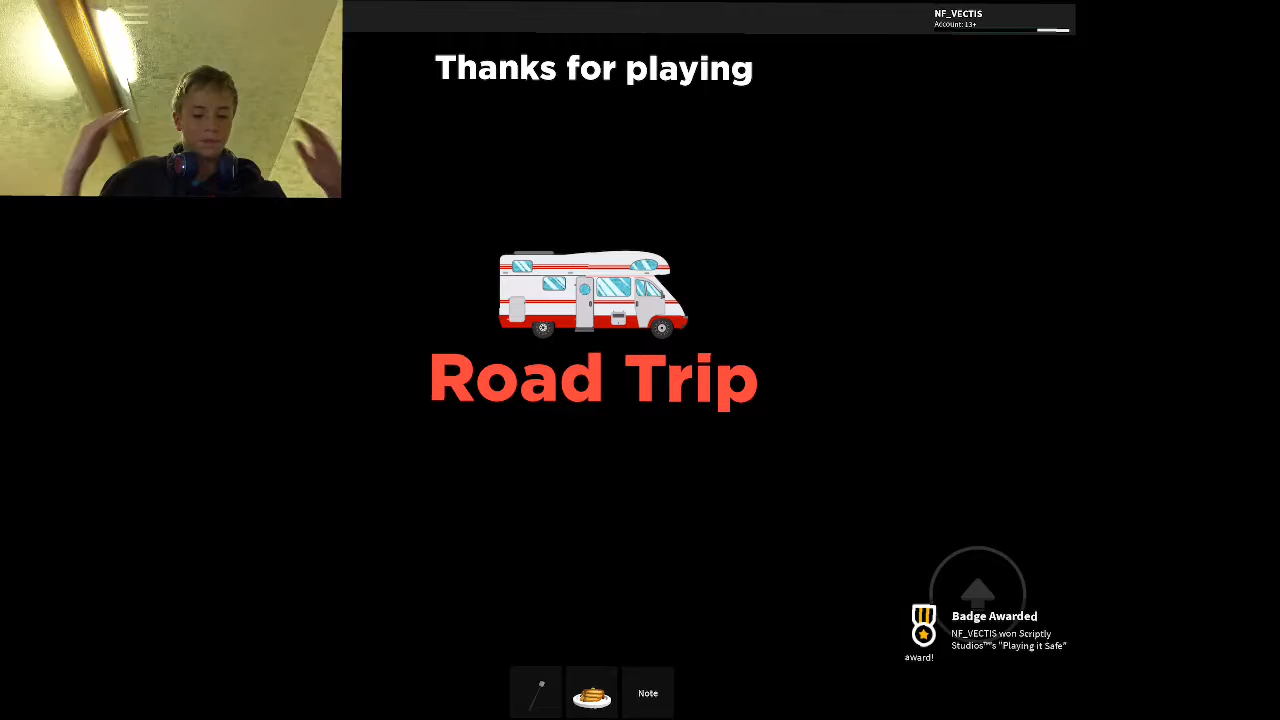 NF_VECTIS
Account: 13+
Thanks for playing
Road Trip
Badge Awarded
NF_VECTIS won Scriptly
Studios™'s "Playing it Safe"
award!
Note